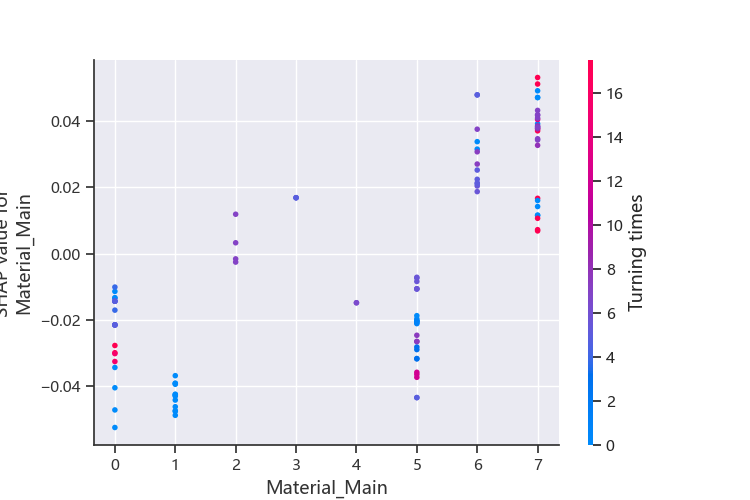 0.04
0.02
0.00
−0.02
−0.04
SHAP value for
Material_Main
0 1 2 3 4 5 6 7
Material_Main
16
14
12
10
8
6
4
2
0
Turning times